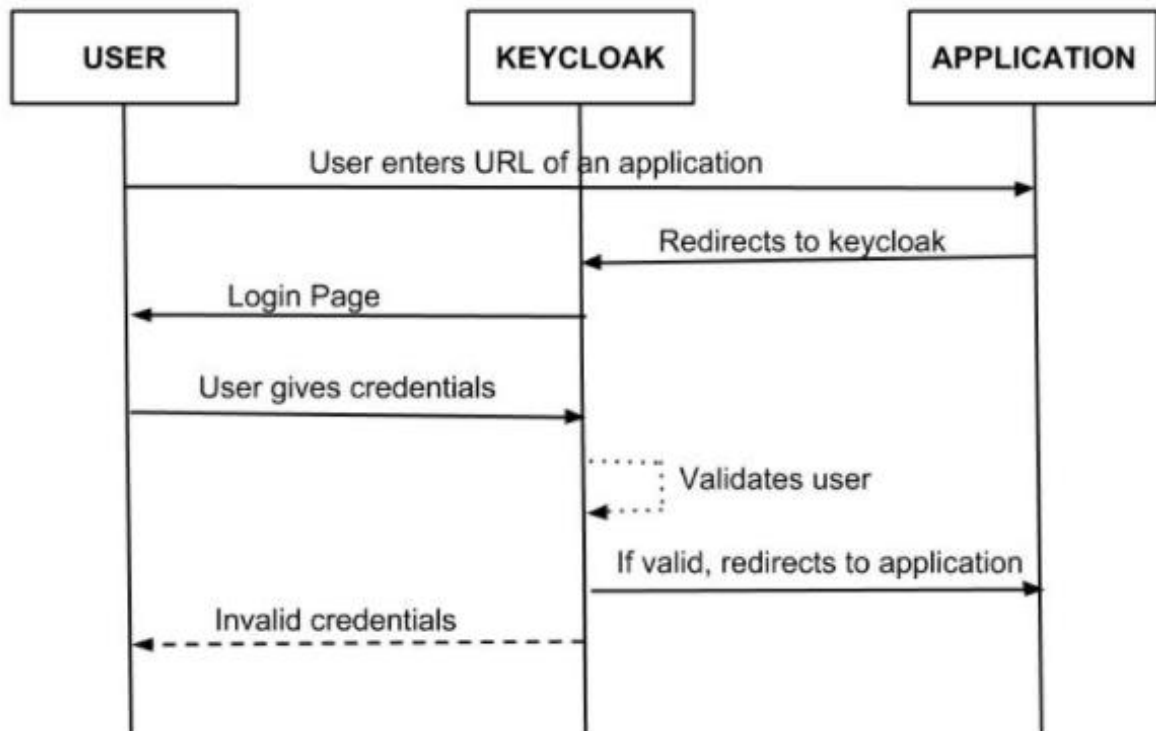 USER
KEYCLOAK
APPLICATION
User enters URL of an application
Redirects to keycloak
Login Page
User gives credentials
Validates user
If valid, redirects to application
Invalid credentials